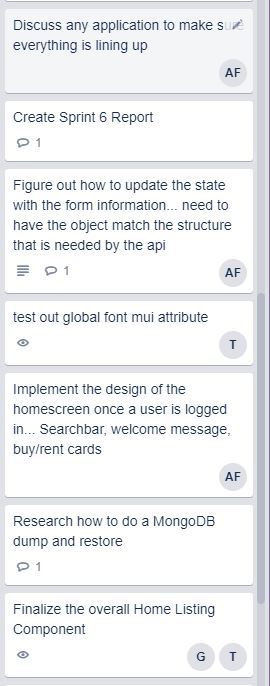 Discuss any application to make sure
everything is lining up
AF
Create Sprint 6 Report
1
Figure out how to update the state
with the form information... need to
have the object match the structure
that is needed by the api
1
AF
test out global font mui attribute
T
Implement the design of the
homescreen once a user is logged
in... Searchbar, welcome message,
buy/rent cards
AF
Research how to do a MongoDB
dump and restore
1
Finalize the overall Home Listing
Component
G T